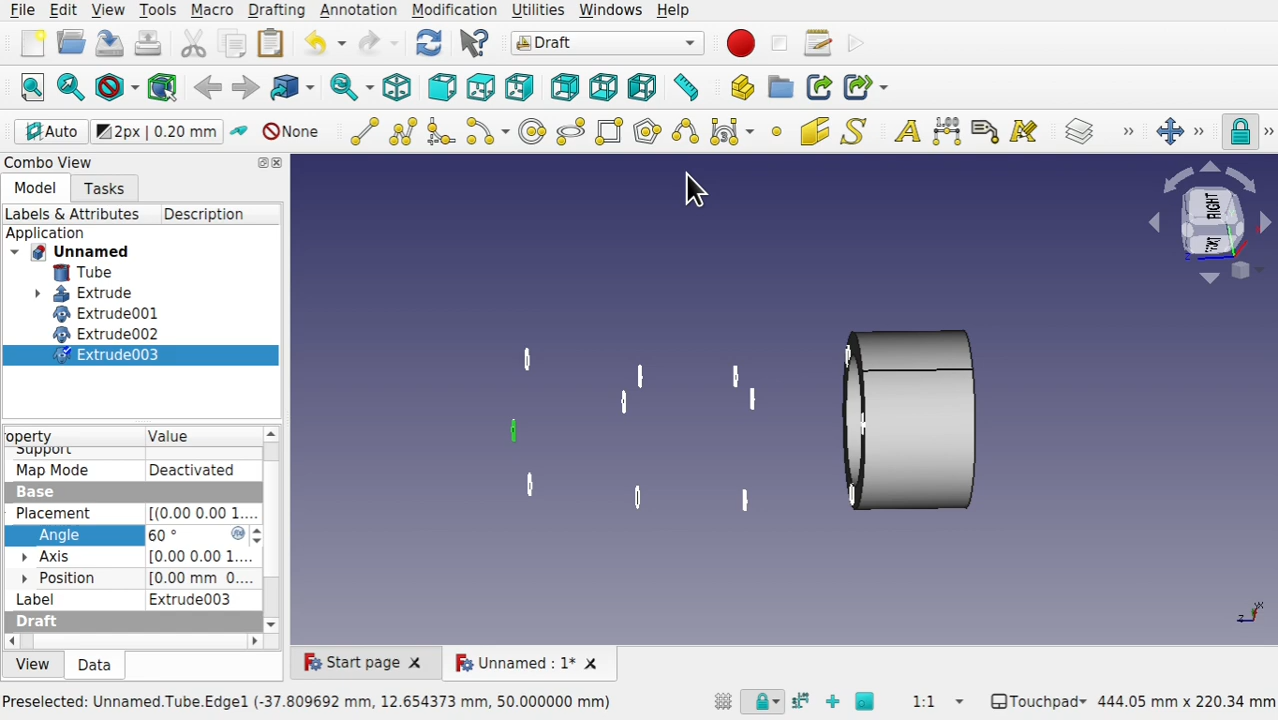 File Edit View Tools Macro Drafting Annotation Modification Utilities Windows Help
Draft
Auto 2px | 0.20 mm None
Combo View
Model Tasks
Labels & Attributes Description
Application
Unnamed
Tube
Extrude
Extrude001
Extrude002
Extrude003
roperty Value
Support
Map Mode Deactivated
Base
Placement [(0.00 0.00 1....
Angle 60 °
Axis [0.00 0.00 1....
Position [0.00 mm 0....
Label Extrude003
Draft
View Data
RIGHT
Start page Unnamed : 1*
Preselected: Unnamed.Tube.Edge1 (-37.809692 mm, 12.654373 mm, 50.000000 mm) 1:1 Touchpad 444.05 mm x 220.34 mm